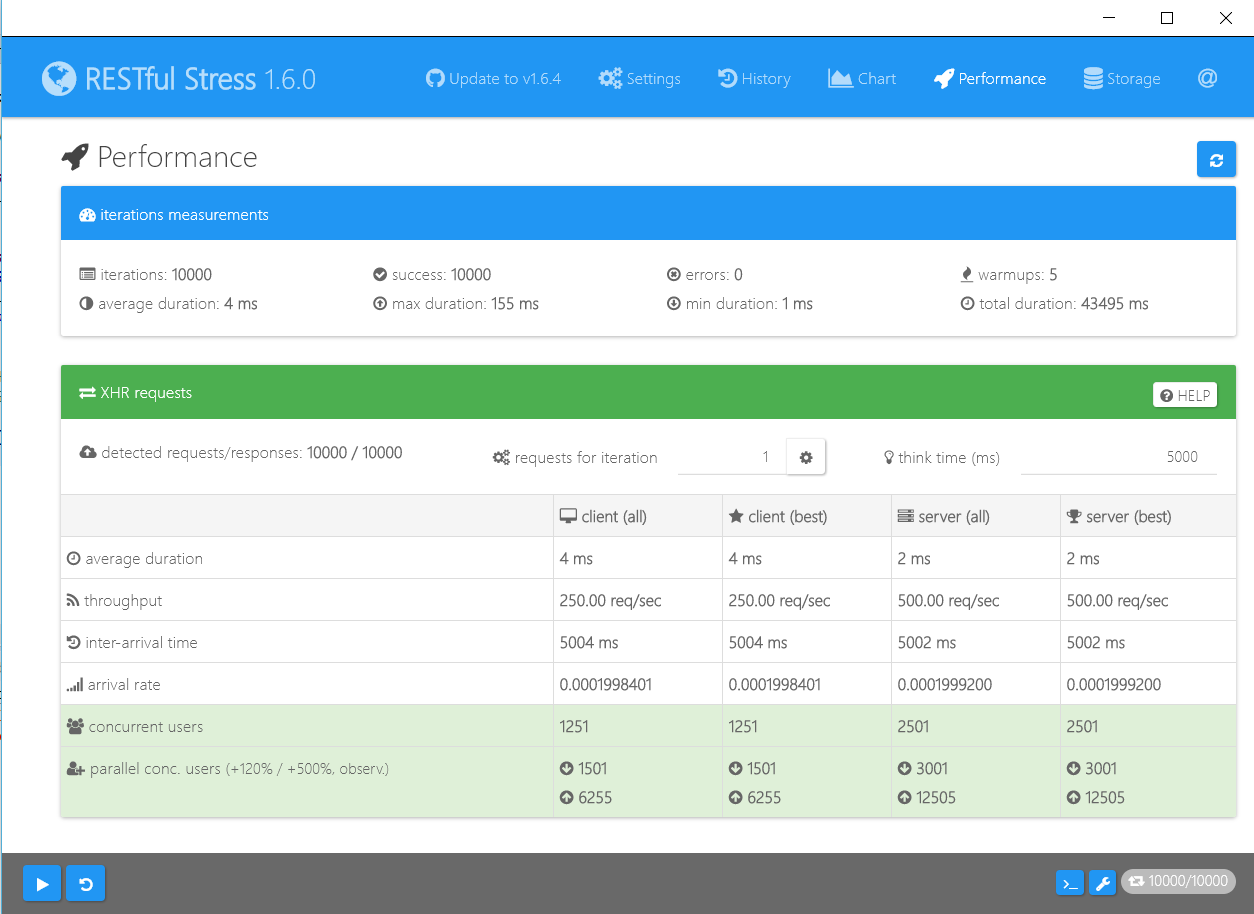 RESTful Stress 1.6.0 Update to v1.6.4 Settings History Chart Performance Storage @
Performance
iterations measurements
iterations: 10000 success: 10000 errors: 0 warmups: 5
average duration: 4 ms max duration: 155 ms min duration: 1 ms total duration: 43495 ms
XHR requests HELP
detected requests/responses: 10000 / 10000 requests for iteration 1 think time (ms) 5000
client (all) client (best) server (all) server (best)
average duration 4 ms 4 ms 2 ms 2 ms
throughput 250.00 req/sec 250.00 req/sec 500.00 req/sec 500.00 req/sec
inter-arrival time 5004 ms 5004 ms 5002 ms 5002 ms
arrival rate 0.0001998401 0.0001998401 0.0001999200 0.0001999200
concurrent users 1251 1251 2501 2501
parallel conc. users (+120% / +500%, observ.) 1501 1501 3001 3001
6255 6255 12505 12505
10000/10000